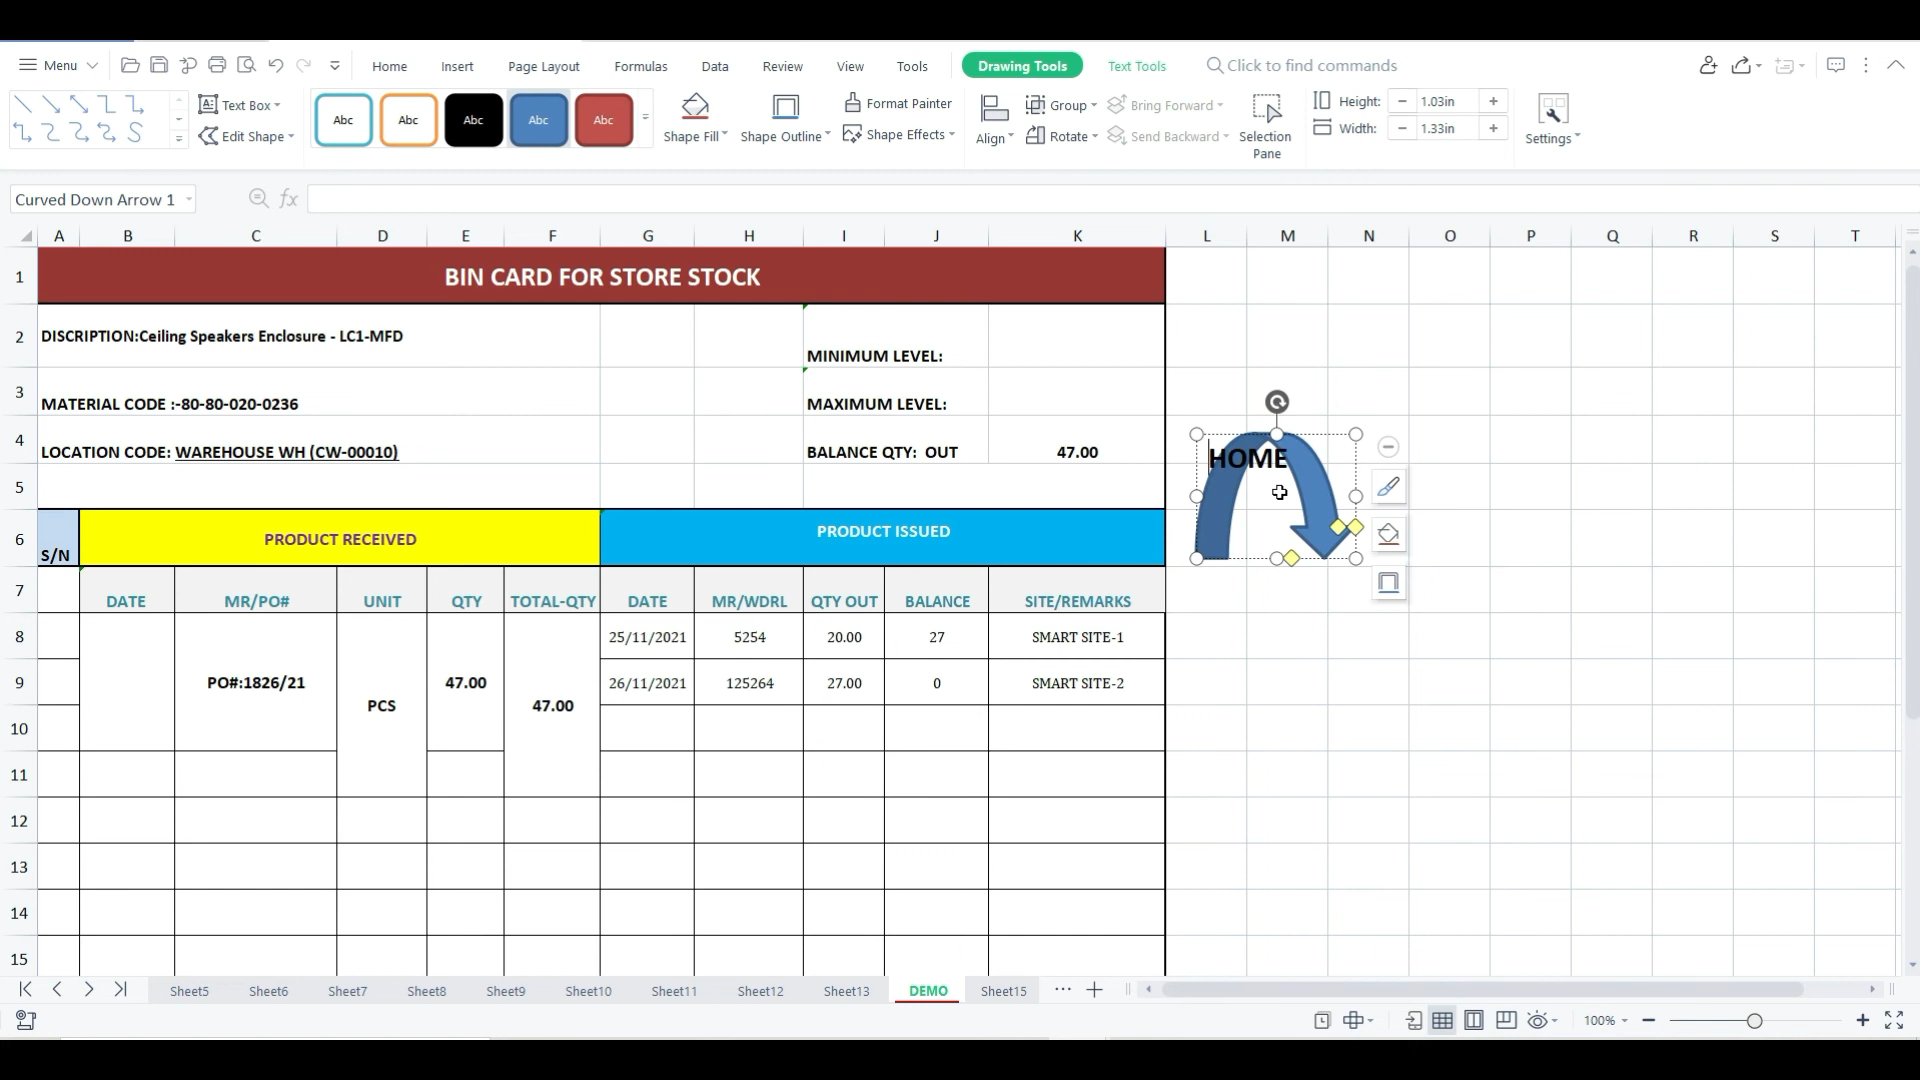 Menu
Home Insert Page Layout Formulas Data Review View Tools Drawing Tools Text Tools Click to find commands
Text Box
Edit Shape
Abc Abc Abc Abc Abc
Shape Fill
Shape Outline
Format Painter
Shape Effects
Align
Group
Rotate
Bring Forward
Send Backward
Selection Pane
Height: 1.03in
Width: 1.33in
Settings
Curved Down Arrow 1
fx
A B C D E F G H I J K L M N O P Q R S T
1 BIN CARD FOR STORE STOCK
2 DISCRIPTION:Ceiling Speakers Enclosure - LC1-MFD MINIMUM LEVEL:
3 MATERIAL CODE :-80-80-020-0236 MAXIMUM LEVEL:
4 LOCATION CODE: WAREHOUSE WH (CW-00010) BALANCE QTY: OUT 47.00
HOME
5
6 S/N PRODUCT RECEIVED PRODUCT ISSUED
7 DATE MR/PO# UNIT QTY TOTAL-QTY DATE MR/WDRL QTY OUT BALANCE SITE/REMARKS
8 25/11/2021 5254 20.00 27 SMART SITE-1
9 PO#:1826/21 PCS 47.00 47.00 26/11/2021 125264 27.00 0 SMART SITE-2
10
11
12
13
14
15
Sheet5 Sheet6 Sheet7 Sheet8 Sheet9 Sheet10 Sheet11 Sheet12 Sheet13 DEMO Sheet15 ...
100%